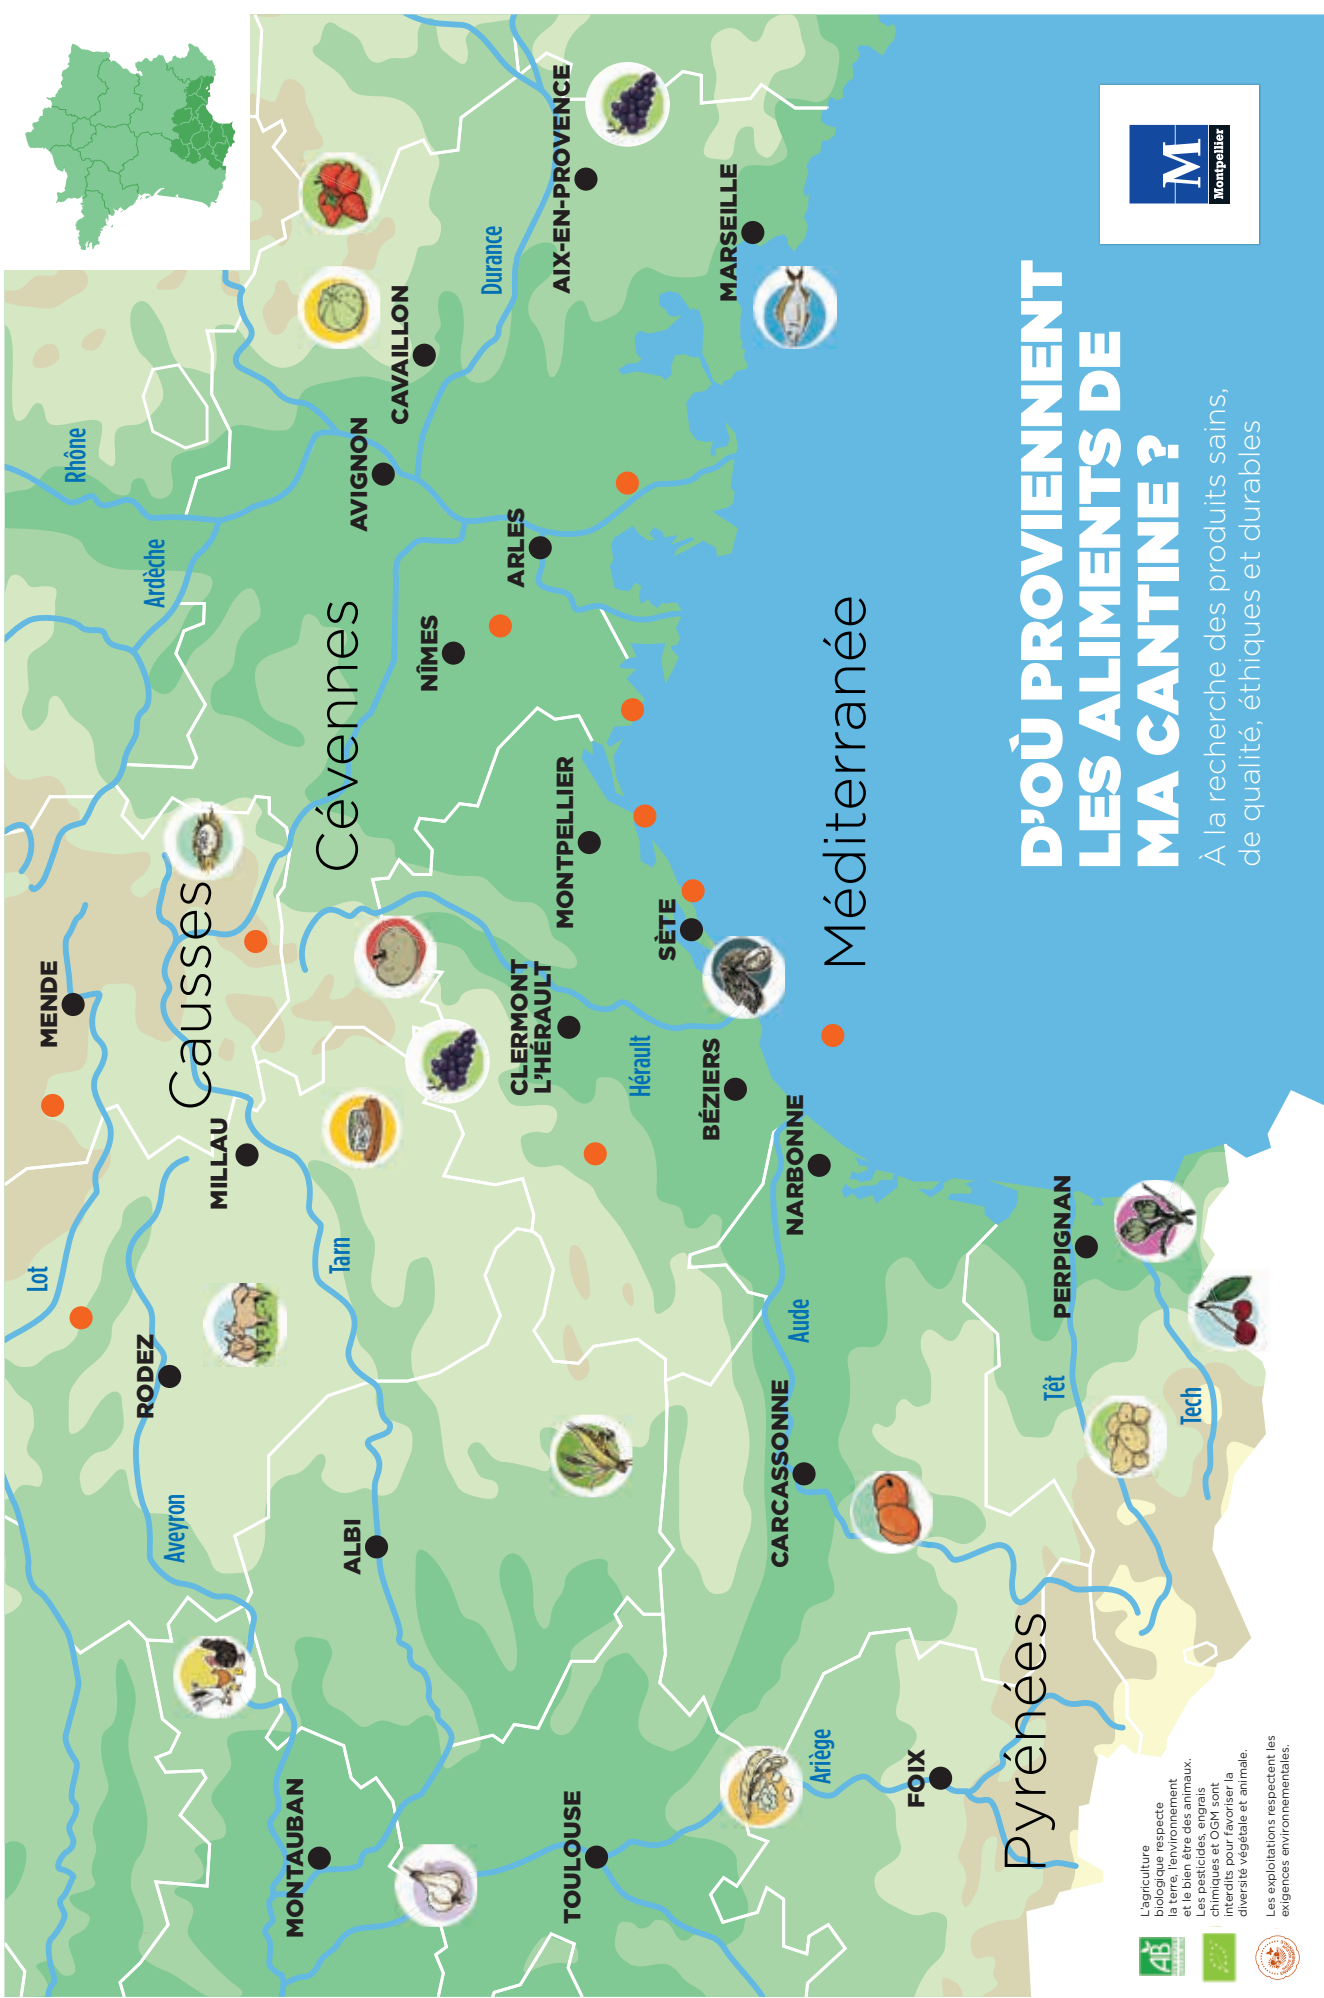 MENDE
Lot
RODEZ
Aveyron
MILLAU
Causses
Tarn
ALBI
MONTAUBAN
TOULOUSE
Rhône
Ardèche
Cévennes
AVIGNON
CAVAILLON
Durance
AIX-EN-PROVENCE
MARSEILLE
ARLES
NÎMES
MONTPELLIER
SÈTE
CLERMONT
L'HÉRAULT
Hérault
BÉZIERS
NARBONNE
Aude
CARCASSONNE
Ariège
FOIX
Pyrénées
PERPIGNAN
Têt
Tech
Méditerranée
D'OÙ PROVIENNENT
LES ALIMENTS DE
MA CANTINE ?
À la recherche des produits sains,
de qualité, éthiques et durables
M
Montpellier
AB
L'agriculture
biologique respecte
la terre, l'environnement
et le bien être des animaux.
Les pesticides, engrais
chimiques et OGM sont
interdits pour favoriser la
diversité végétale et animale.
Les exploitations respectent les
exigences environnementales.